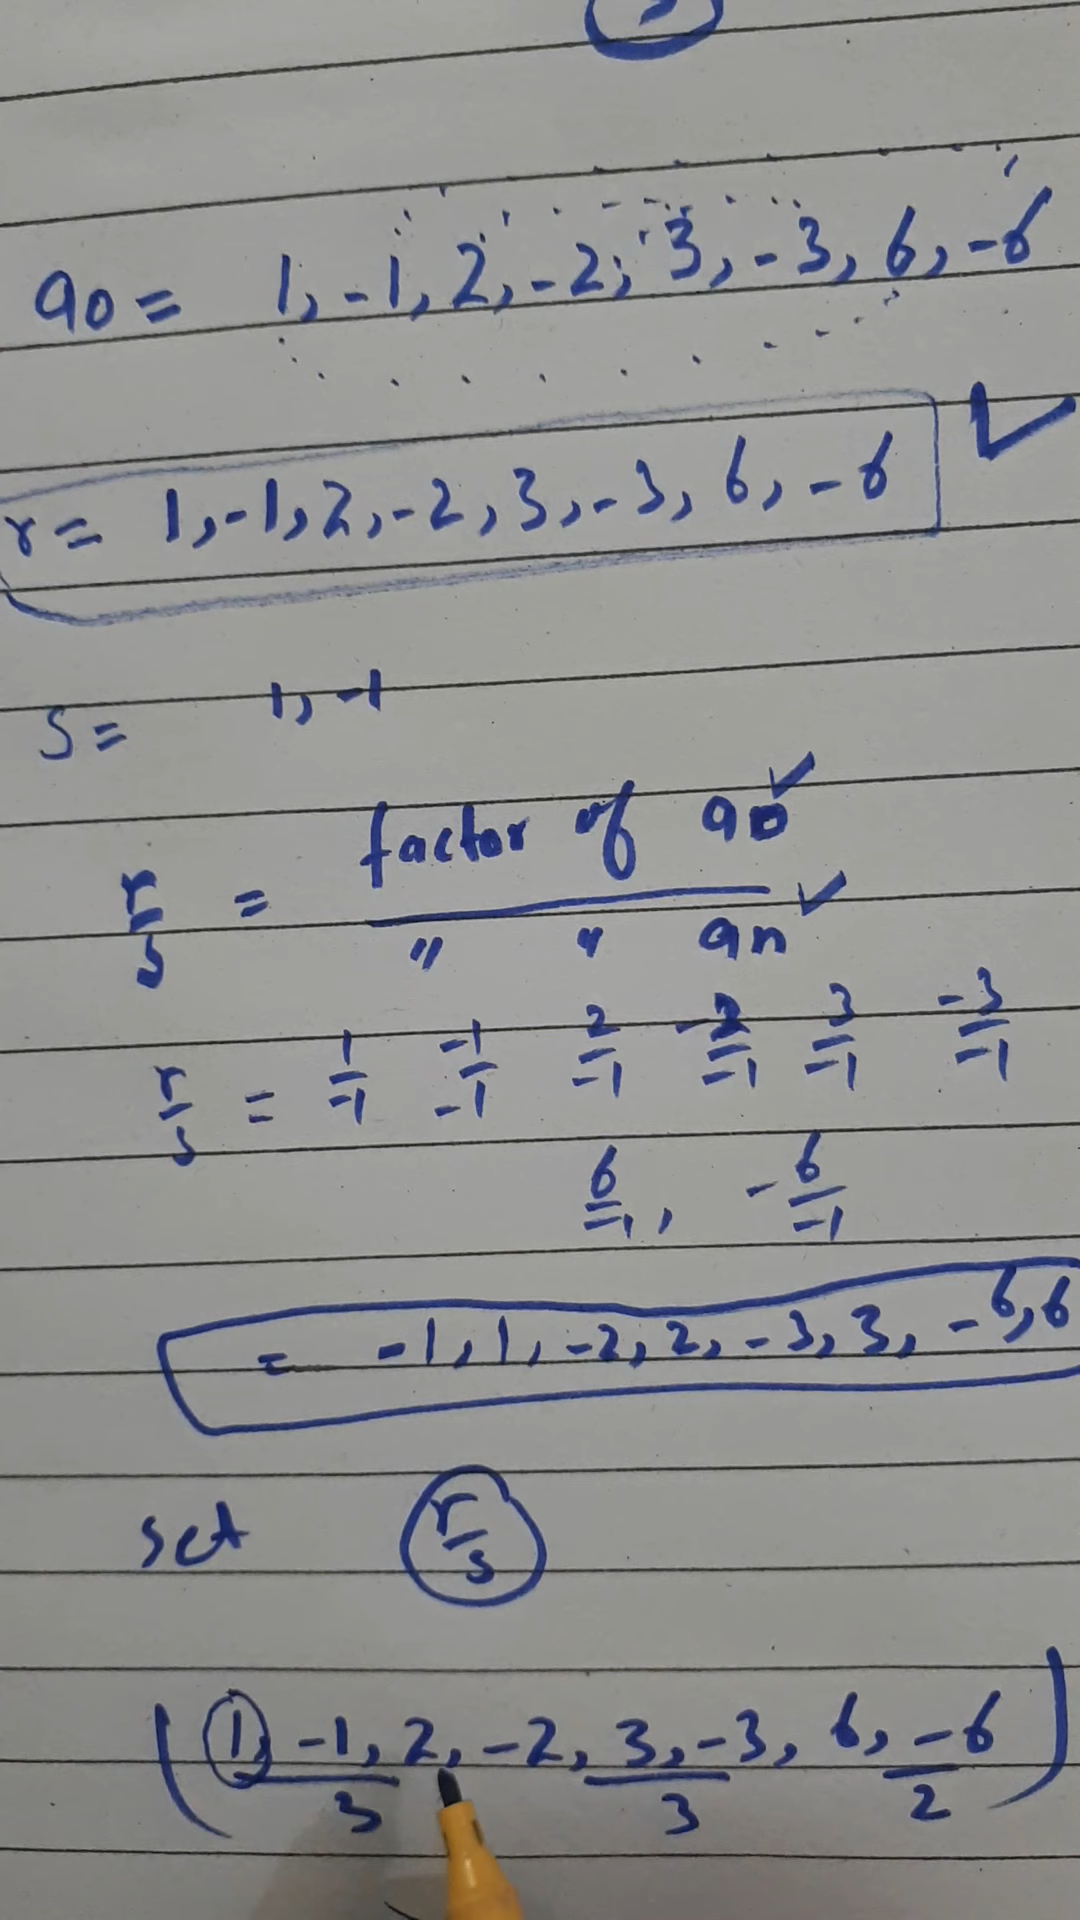 a0 = 1, -1, 2, -2, 3, -3, 6, -6
r = 1, -1, 2, -2, 3, -3, 6, -6
S = 1, -1
r/s = factor of a0 / " " an
r/s = 1/-1 -1/-1 2/-1 -2/-1 3/-1 -3/-1
6/-1, -6/-1
= -1, 1, -2, 2, -3, 3, -6, 6
set r/s
(1, -1, 2, -2, 3, -3, 6, -6)
3 3 2